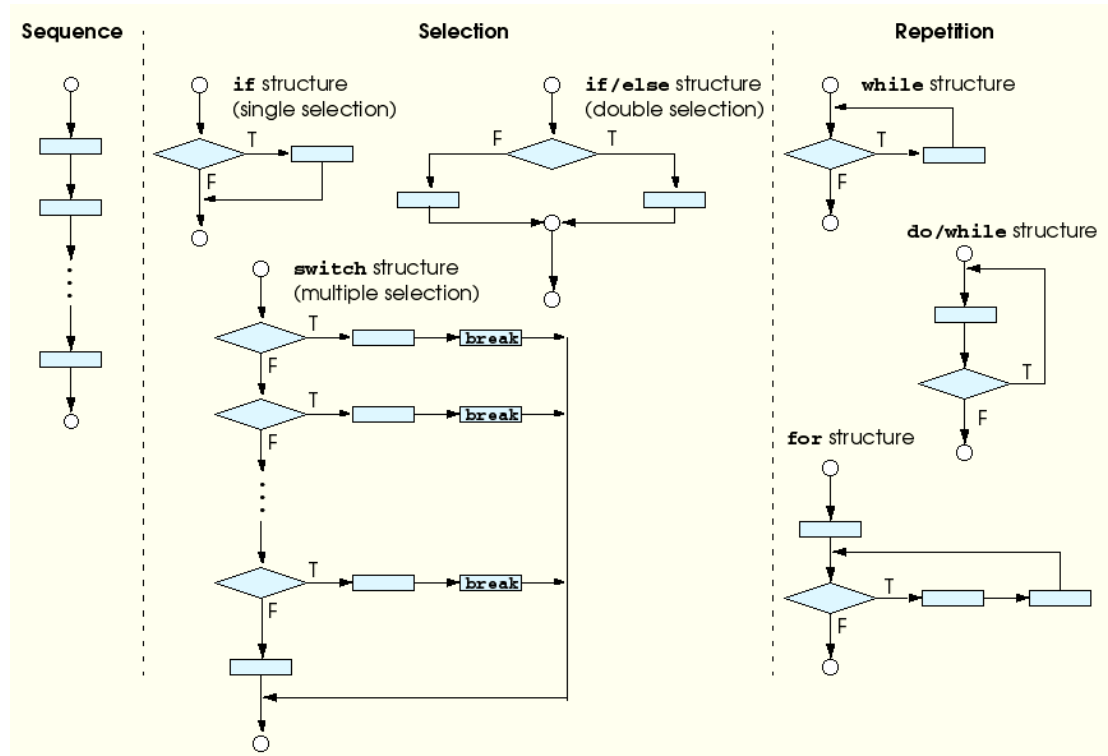 Sequence
Selection
Repetition
if structure
(single selection)
T
F
if/else structure
(double selection)
F
T
switch structure
(multiple selection)
T
break
F
T
break
F
T
break
F
while structure
T
F
do/while structure
T
F
for structure
T
F